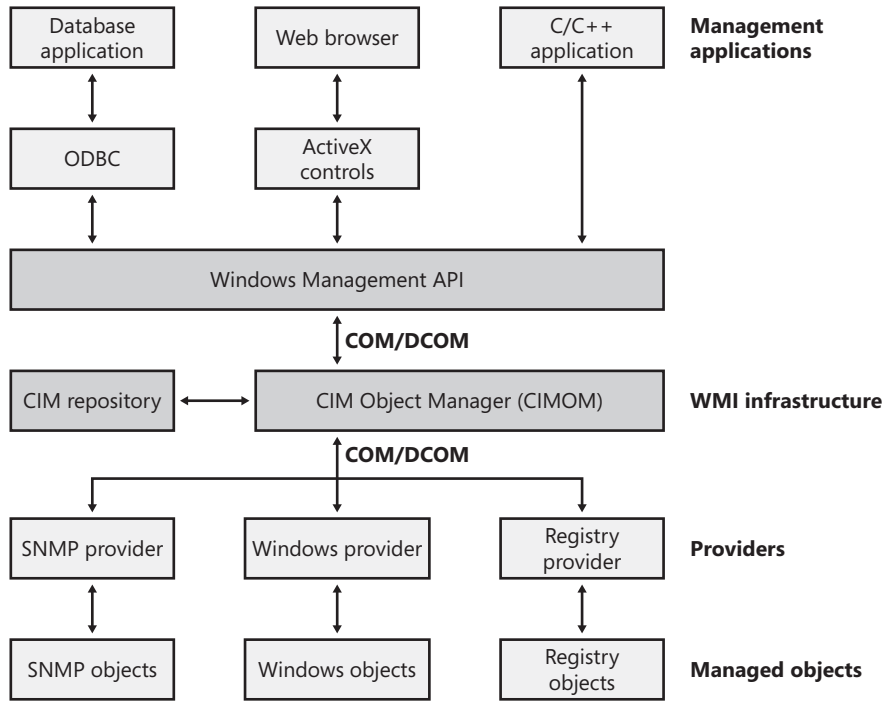 Database
application
Web browser
C/C++
application
Management
applications
ODBC
ActiveX
controls
Windows Management API
COM/DCOM
CIM repository
CIM Object Manager (CIMOM)
WMI infrastructure
COM/DCOM
SNMP provider
Windows provider
Registry
provider
Providers
SNMP objects
Windows objects
Registry
objects
Managed objects